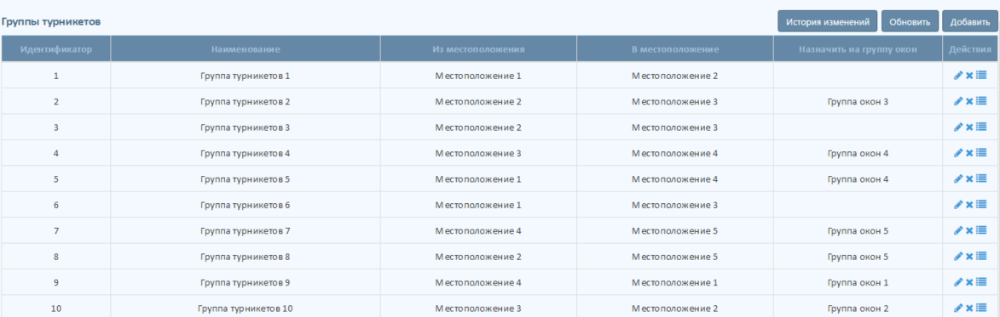 Группы турникетов История изменений Обновить Добавить
Идентификатор Наименование Из местоположения В местоположение Назначить на группу окон Действия
1 Группа турникетов 1 Местоположение 1 Местоположение 2
2 Группа турникетов 2 Местоположение 2 Местоположение 3 Группа окон 3
3 Группа турникетов 3 Местоположение 2 Местоположение 3
4 Группа турникетов 4 Местоположение 3 Местоположение 4 Группа окон 4
5 Группа турникетов 5 Местоположение 1 Местоположение 4 Группа окон 4
6 Группа турникетов 6 Местоположение 1 Местоположение 3
7 Группа турникетов 7 Местоположение 4 Местоположение 5 Группа окон 5
8 Группа турникетов 8 Местоположение 2 Местоположение 5 Группа окон 5
9 Группа турникетов 9 Местоположение 4 Местоположение 1 Группа окон 1
10 Группа турникетов 10 Местоположение 3 Местоположение 2 Группа окон 2